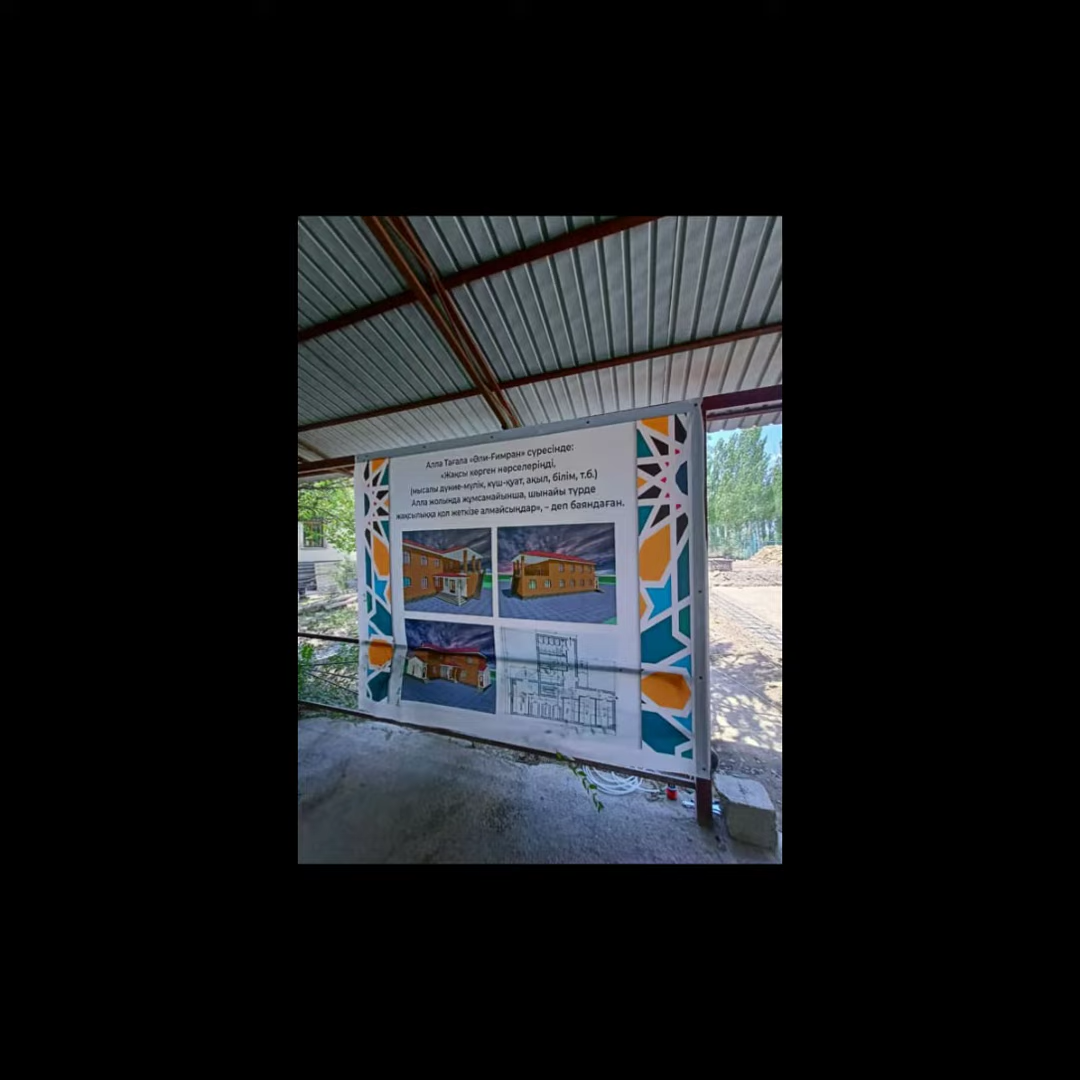 Алла Тағала «Әли-Ғимран» сүресінде:
«Жақсы көрген нәрселеріңді,
(мысалы дүние-мүлік, күш-қуат, ақыл, білім, т.б.)
Алла жолында жұмсамайынша, шынайы түрде
жақсылыққа қол жеткізе алмайсыңдар», – деп баяндаған.